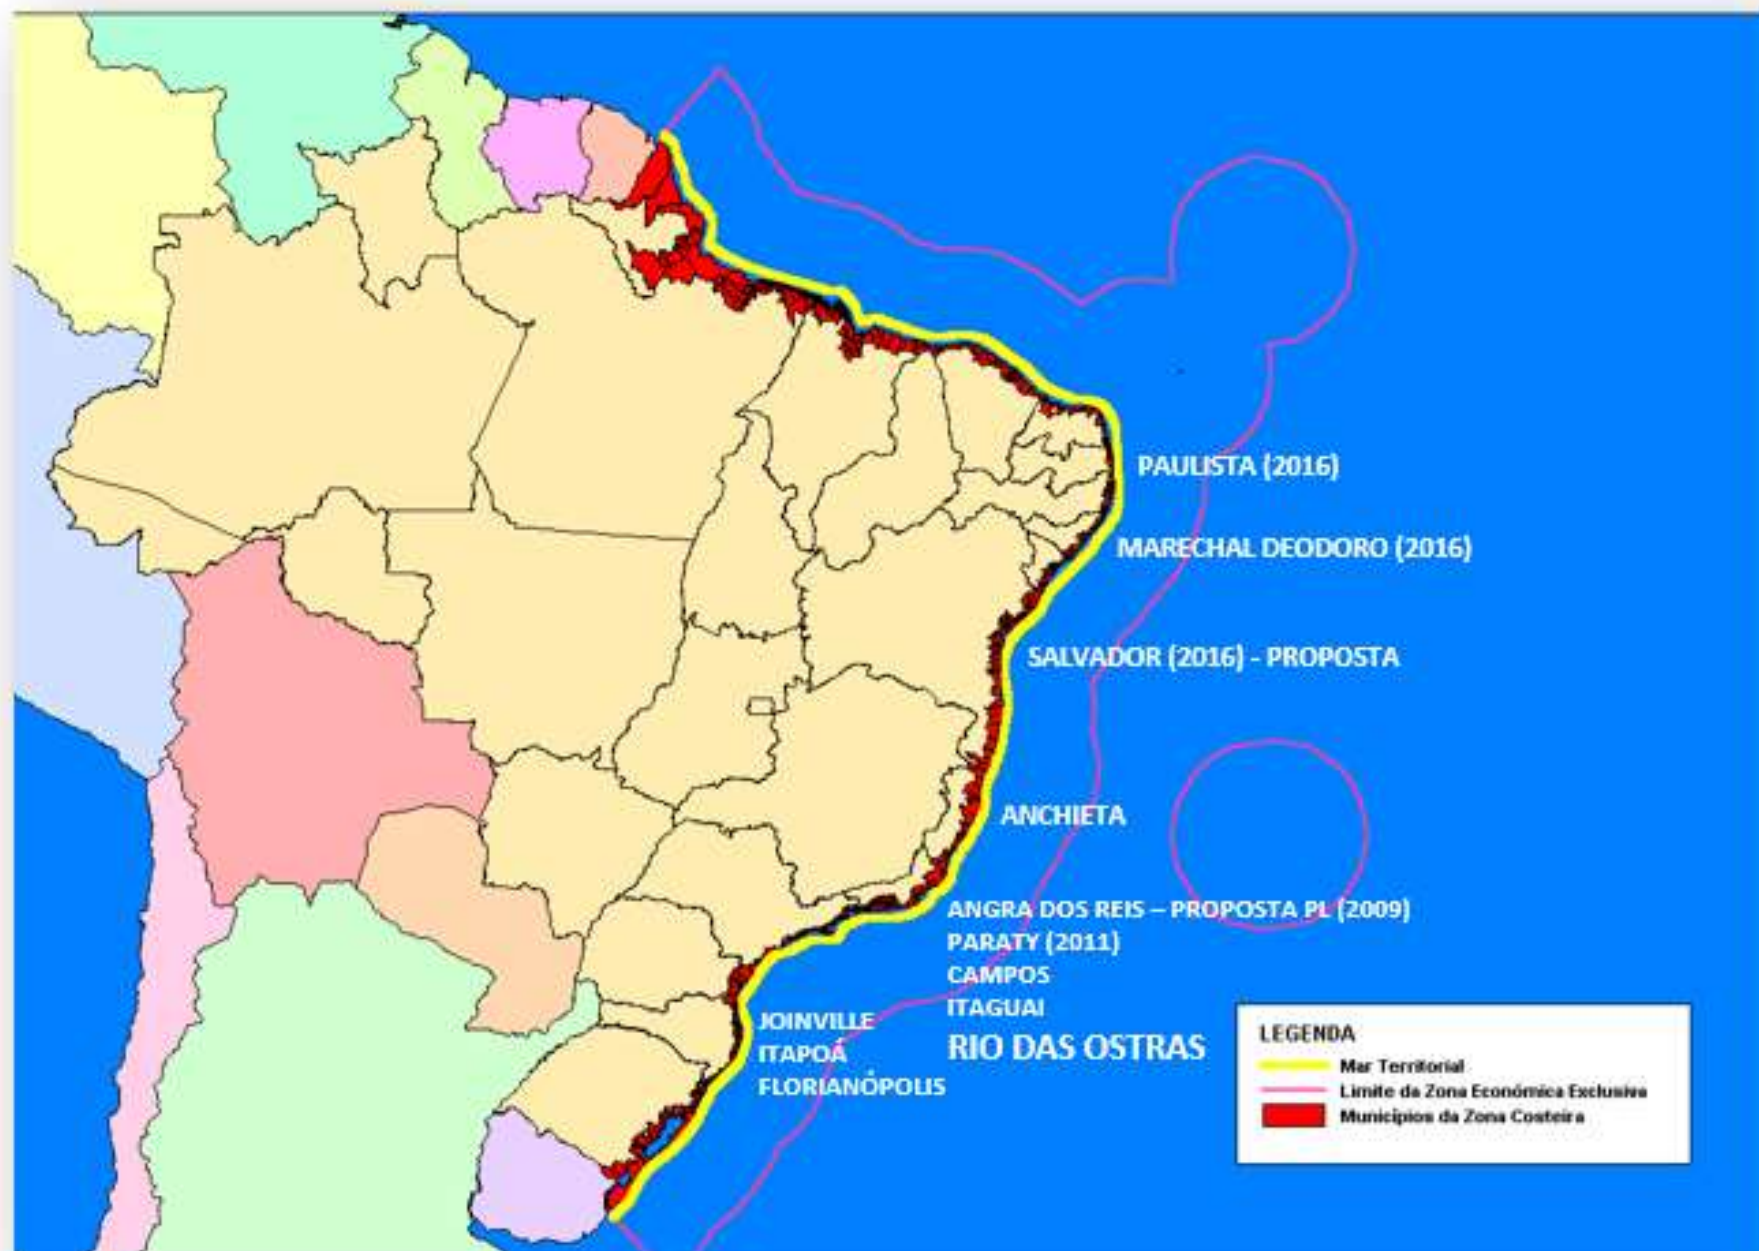 PAULISTA (2016)
MARECHAL DEODORO (2016)
SALVADOR (2016) - PROPOSTA
ANCHIETA
ANGRA DOS REIS – PROPOSTA PL (2009)
PARATY (2011)
CAMPOS
ITAGUAI
RIO DAS OSTRAS
JOINVILLE
ITAPOÁ
FLORIANÓPOLIS
LEGENDA
Mar Territorial
Limite da Zona Económica Exclusiva
Municípios da Zona Costeira